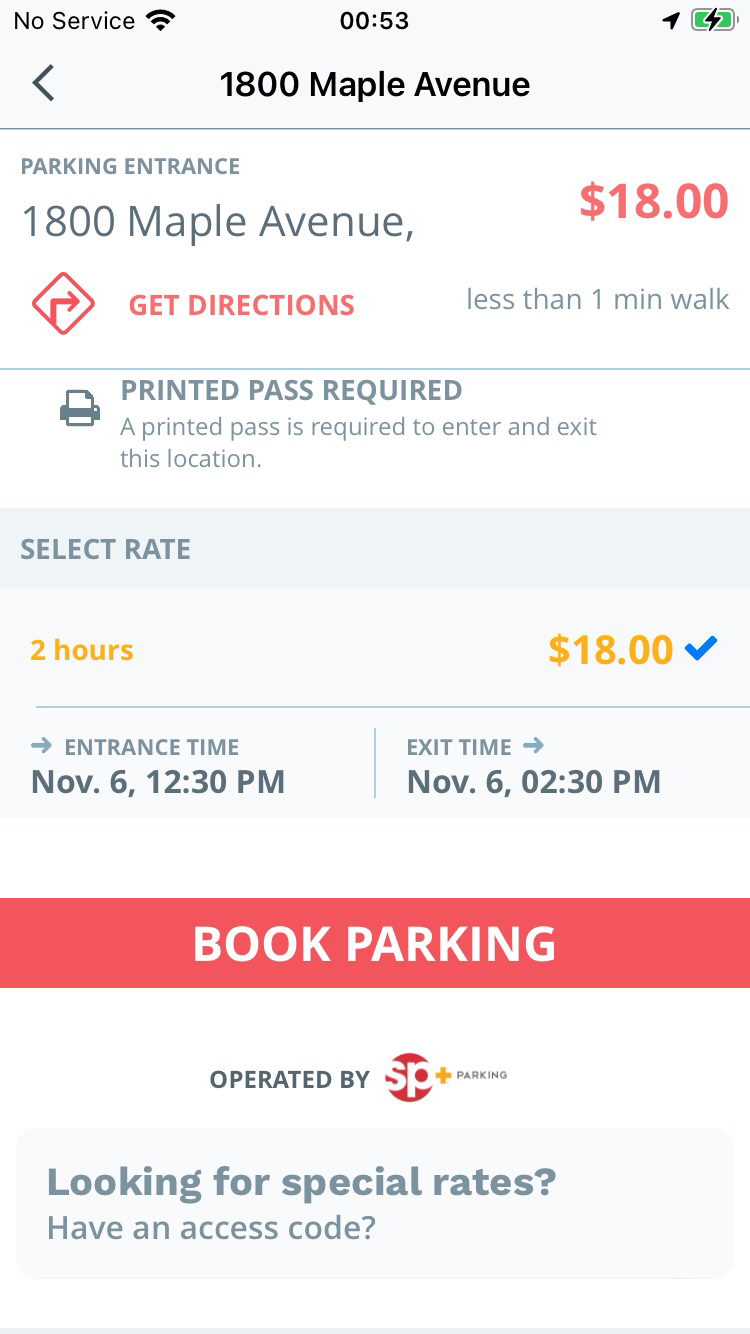 No Service 00:53
1800 Maple Avenue
PARKING ENTRANCE
1800 Maple Avenue,
$18.00
GET DIRECTIONS
less than 1 min walk
PRINTED PASS REQUIRED
A printed pass is required to enter and exit
this location.
SELECT RATE
2 hours $18.00
ENTRANCE TIME
Nov. 6, 12:30 PM
EXIT TIME
Nov. 6, 02:30 PM
BOOK PARKING
OPERATED BY sp+ PARKING
Looking for special rates?
Have an access code?